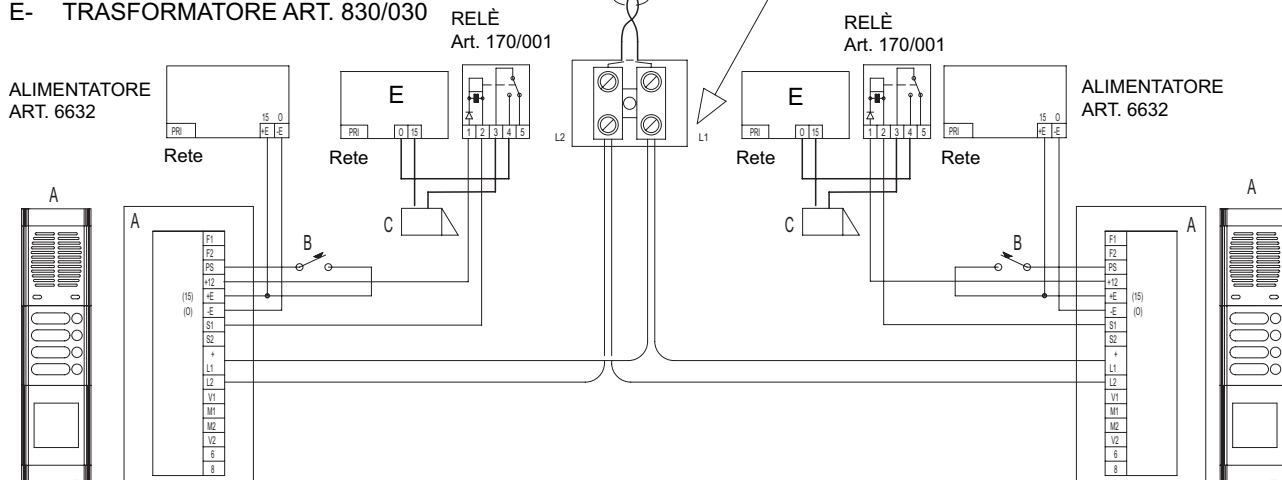 E- TRASFORMATORE ART. 830/030
RELÈ
Art. 170/001
RELÈ
Art. 170/001
ALIMENTATORE
ART. 6632
15 0
PRI
+E -E
Rete
E
PRI
0 15
Rete
1 2 3 4 5
L2
L1
E
PRI
0 15
Rete
1 2 3 4 5
15 0
PRI
+E -E
Rete
ALIMENTATORE
ART. 6632
A
A
B
C
F1
F2
PS
+12
(15) +E
(0) -E
S1
S2
+
L1
L2
V1
M1
M2
V2
6
8
C
B
A
A
F1
F2
PS
+12
+E (15)
-E (0)
S1
S2
+
L1
L2
V1
M1
M2
V2
6
8